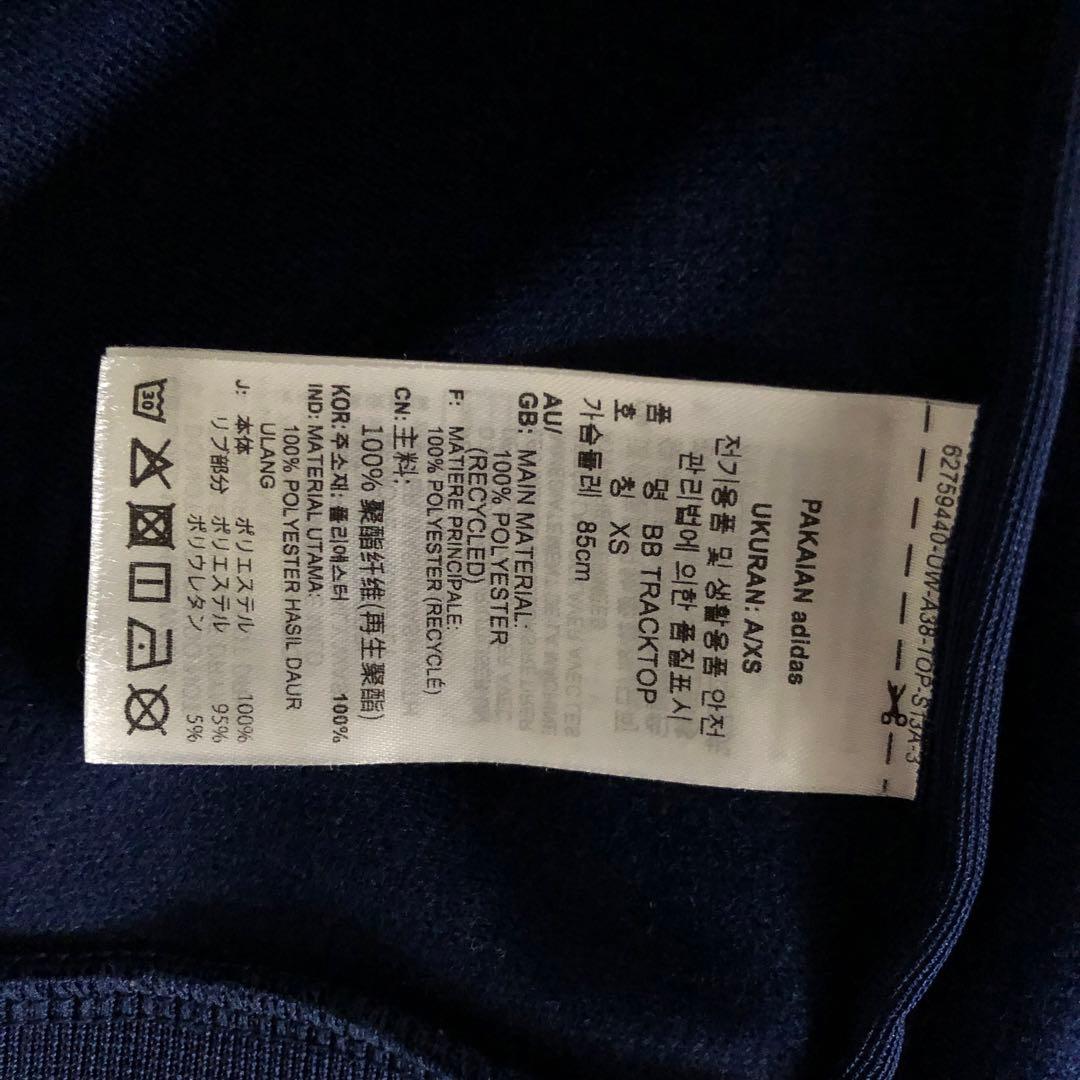 62759440-UW-A38-TOP-S13A-3
PAKAIAN adidas
UKURAN: A/XS
전기용품 및 생활용품 안전
관리법에 의한 품질표시
품 명 BB TRACKTOP
호 칭 XS
가슴둘레 85cm
AU/
GB: MAIN MATERIAL:
100% POLYESTER
(RECYCLED)
F: MATIERE PRINCIPALE:
100% POLYESTER (RECYCLÉ)
CN: 主料:
100% 聚酯纤维(再生聚酯)
KOR: 주소재: 폴리에스터 100%
IND: MATERIAL UTAMA:
100% POLYESTER HASIL DAUR
ULANG
J: 本体 ポリエステル 100%
リブ部分 ポリエステル 95%
ポリウレタン 5%
30